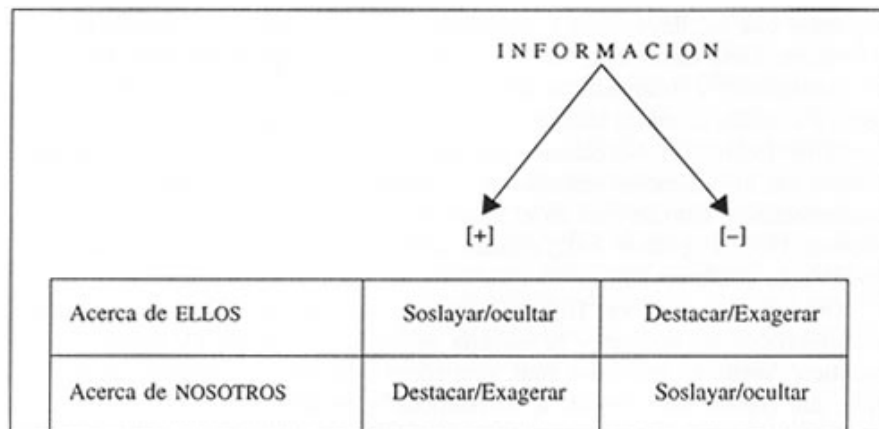 INFORMACION
[+] [–]
Acerca de ELLOS Soslayar/ocultar Destacar/Exagerar
Acerca de NOSOTROS Destacar/Exagerar Soslayar/ocultar